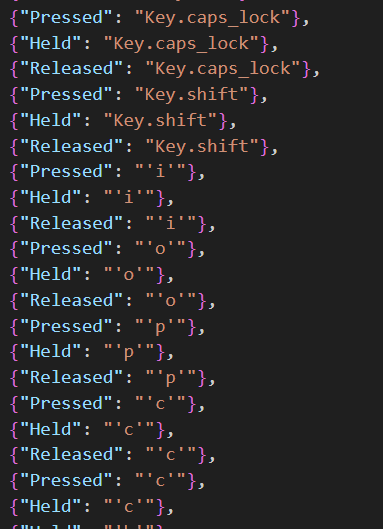 {"Pressed": "Key.caps_lock"},
{"Held": "Key.caps_lock"},
{"Released": "Key.caps_lock"},
{"Pressed": "Key.shift"},
{"Held": "Key.shift"},
{"Released": "Key.shift"},
{"Pressed": "'i'"},
{"Held": "'i'"},
{"Released": "'i'"},
{"Pressed": "'o'"},
{"Held": "'o'"},
{"Released": "'o'"},
{"Pressed": "'p'"},
{"Held": "'p'"},
{"Released": "'p'"},
{"Pressed": "'c'"},
{"Held": "'c'"},
{"Released": "'c'"},
{"Pressed": "'c'"},
{"Held": "'c'"},